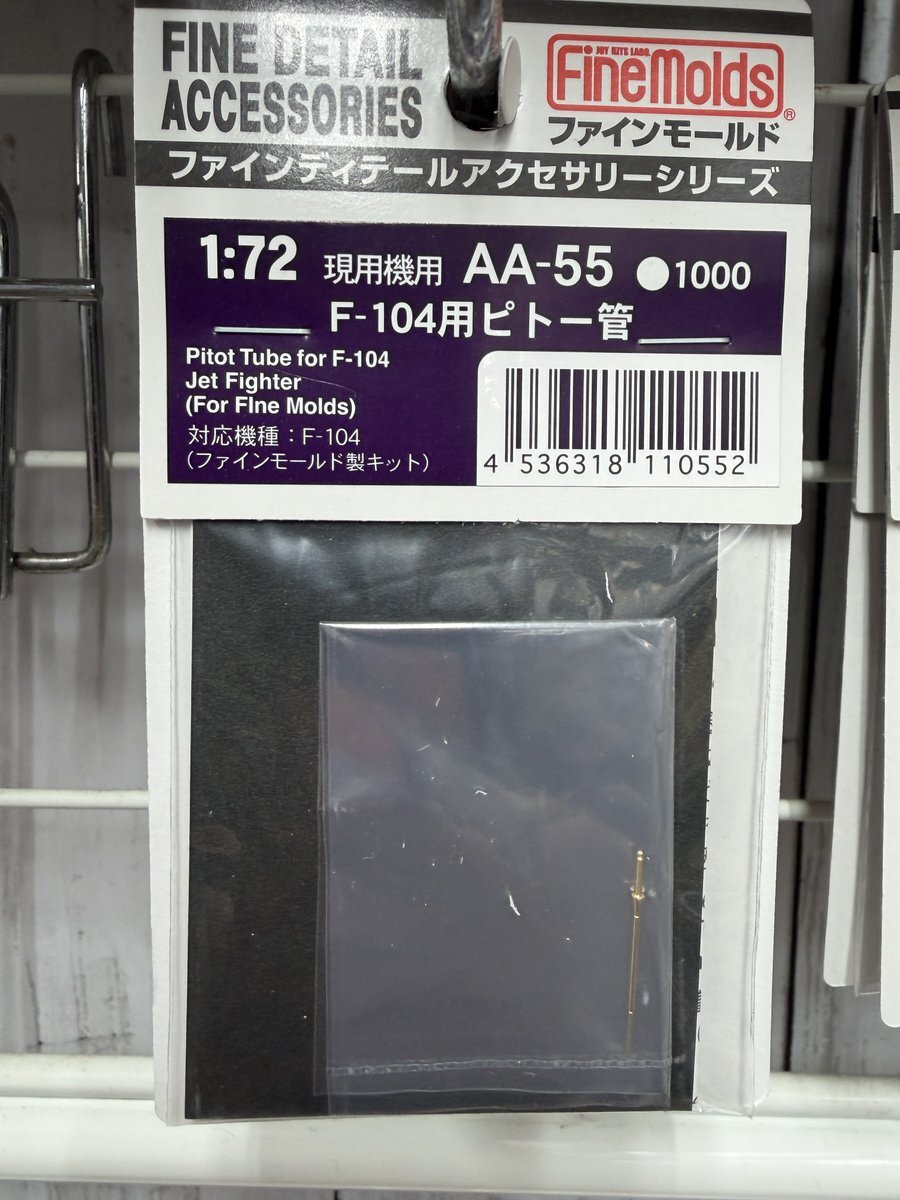 FINE DETAIL
ACCESSORIES
JOY KITS LABO.
FineMolds®
ファインモールド
ファインディテールアクセサリーシリーズ
1:72 現用機用 AA-55 ●1000
F-104用ピトー管
Pitot Tube for F-104
Jet Fighter
(For FIne Molds)
対応機種：F-104
（ファインモールド製キット）
4 536318 110552